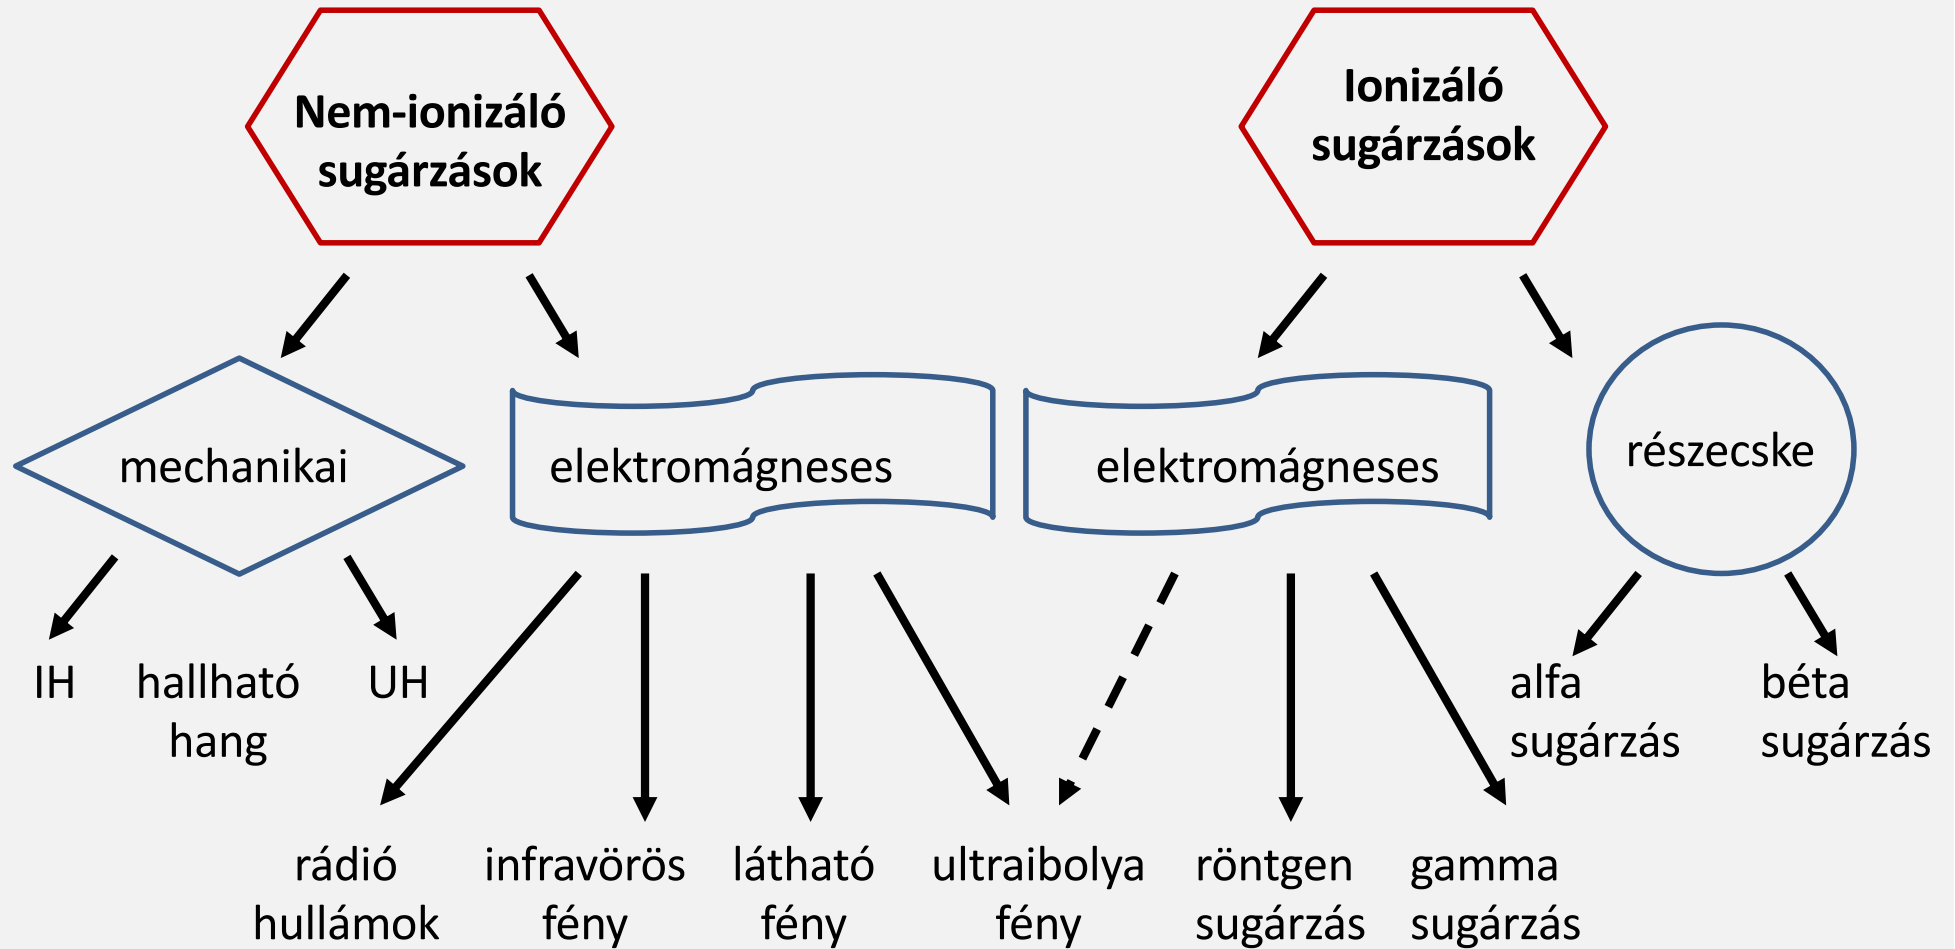 Nem-ionizáló
sugárzások
Ionizáló
sugárzások
mechanikai
elektromágneses
elektromágneses
részecske
IH
hallható
hang
UH
alfa
sugárzás
béta
sugárzás
rádió
hullámok
infravörös
fény
látható
fény
ultraibolya
fény
röntgen
sugárzás
gamma
sugárzás